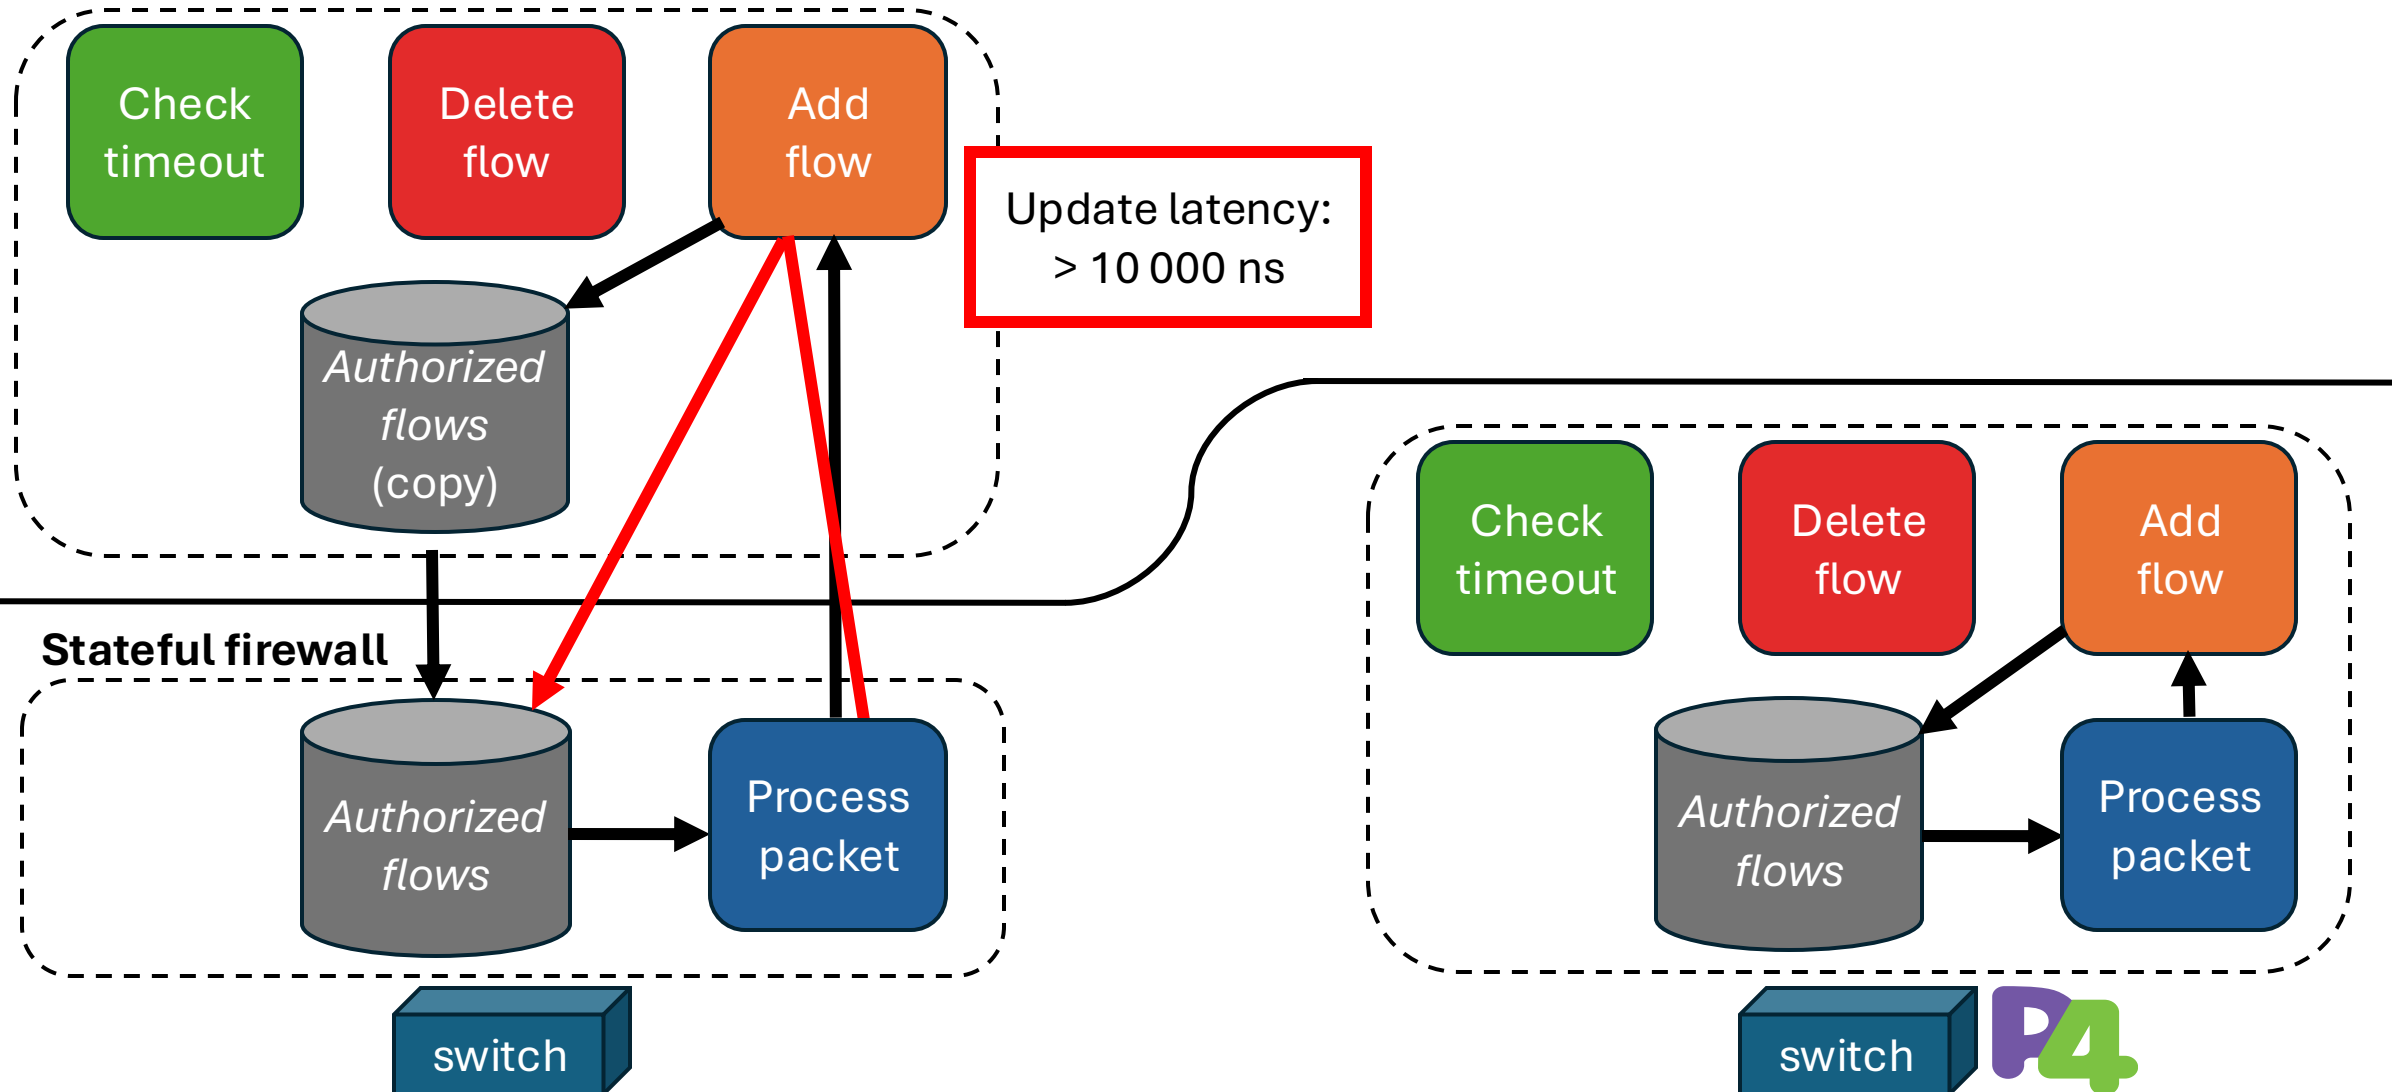 Check
timeout
Delete
flow
Add
flow
Update latency:
> 10 000 ns
Authorized
flows
(copy)
Stateful firewall
Authorized
flows
Process
packet
switch
Check
timeout
Delete
flow
Add
flow
Authorized
flows
Process
packet
switch
P4